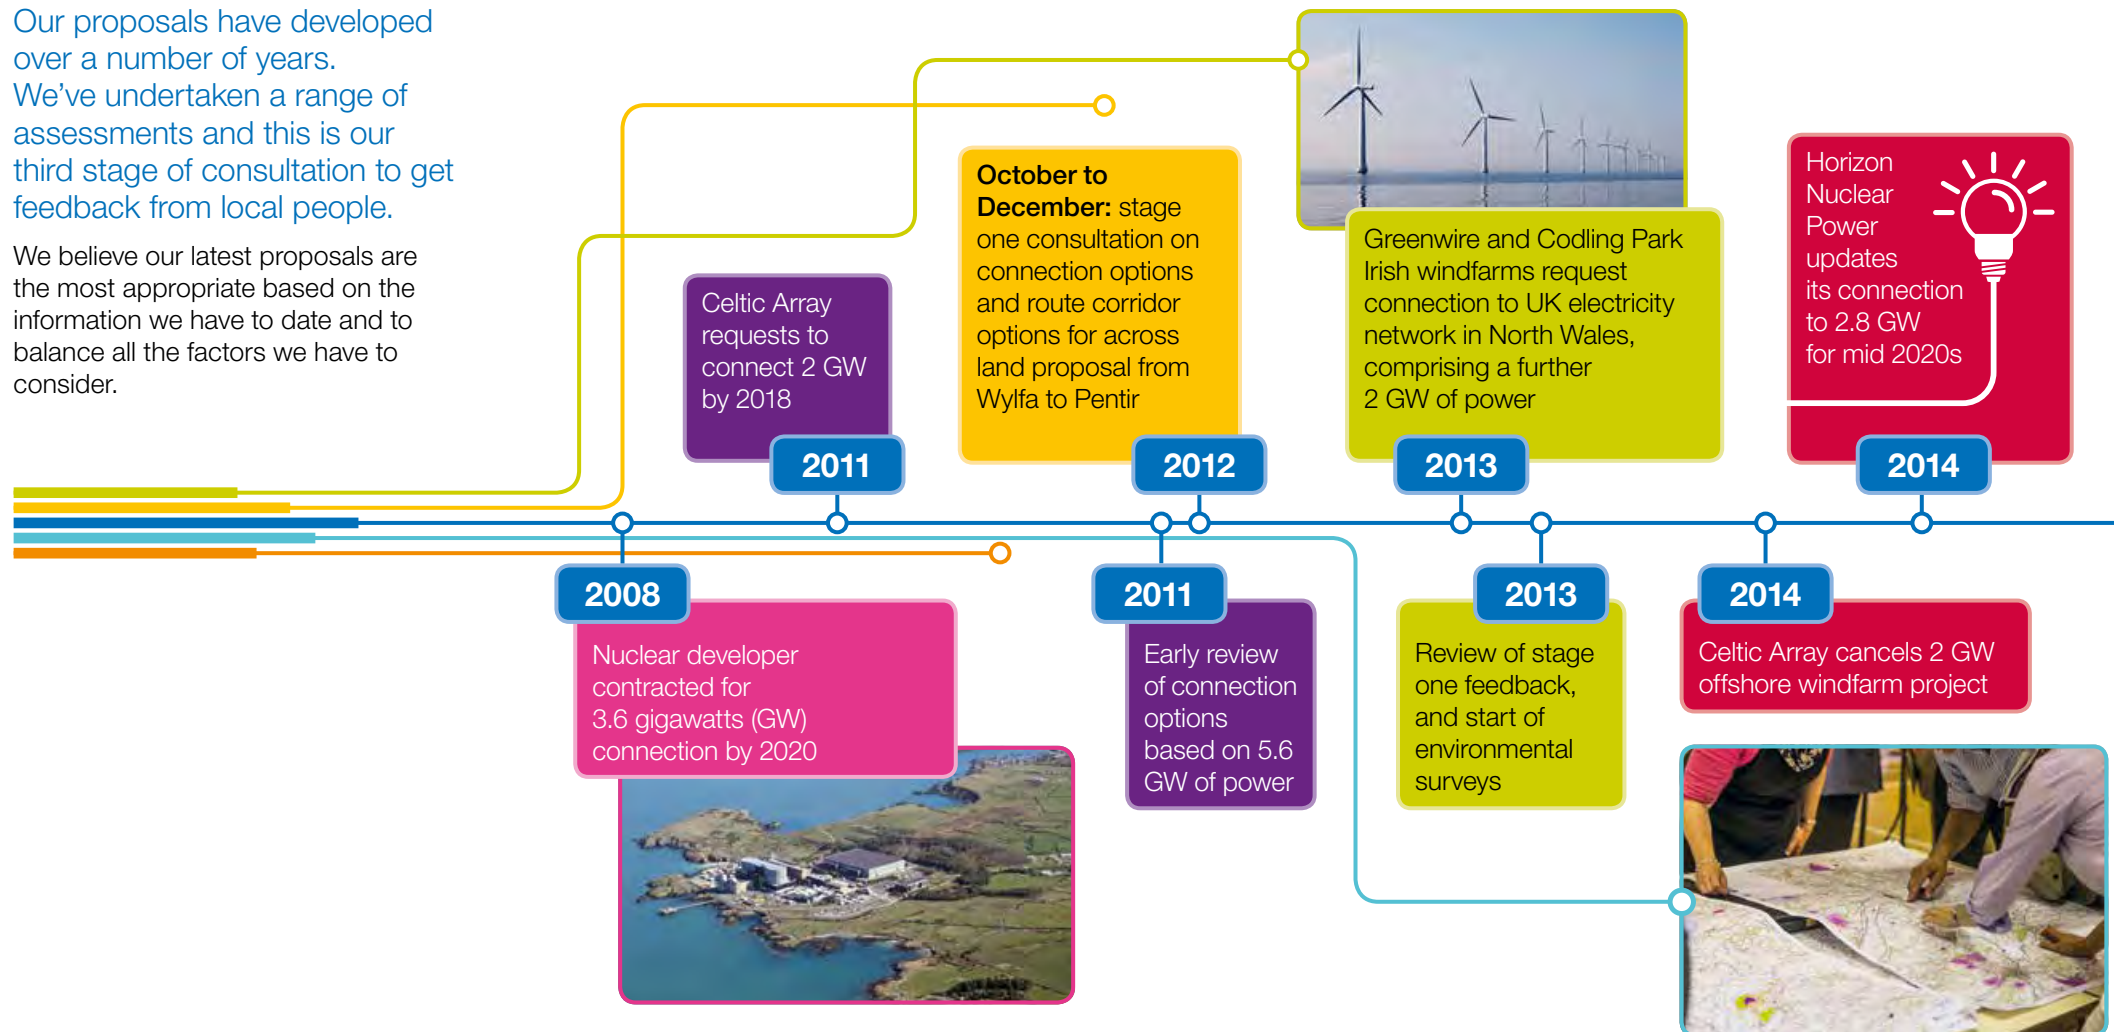 Our proposals have developed
over a number of years.
We’ve undertaken a range of
assessments and this is our
third stage of consultation to get
feedback from local people.
We believe our latest proposals are
the most appropriate based on the
information we have to date and to
balance all the factors we have to
consider.
2008
Nuclear developer
contracted for
3.6 gigawatts (GW)
connection by 2020
Celtic Array
requests to
connect 2 GW
by 2018
2011
2011
Early review
of connection
options
based on 5.6
GW of power
October to
December: stage
one consultation on
connection options
and route corridor
options for across
land proposal from
Wylfa to Pentir
2012
Greenwire and Codling Park
Irish windfarms request
connection to UK electricity
network in North Wales,
comprising a further
2 GW of power
2013
2013
Review of stage
one feedback,
and start of
environmental
surveys
2014
Celtic Array cancels 2 GW
offshore windfarm project
Horizon
Nuclear
Power
updates
its connection
to 2.8 GW
for mid 2020s
2014